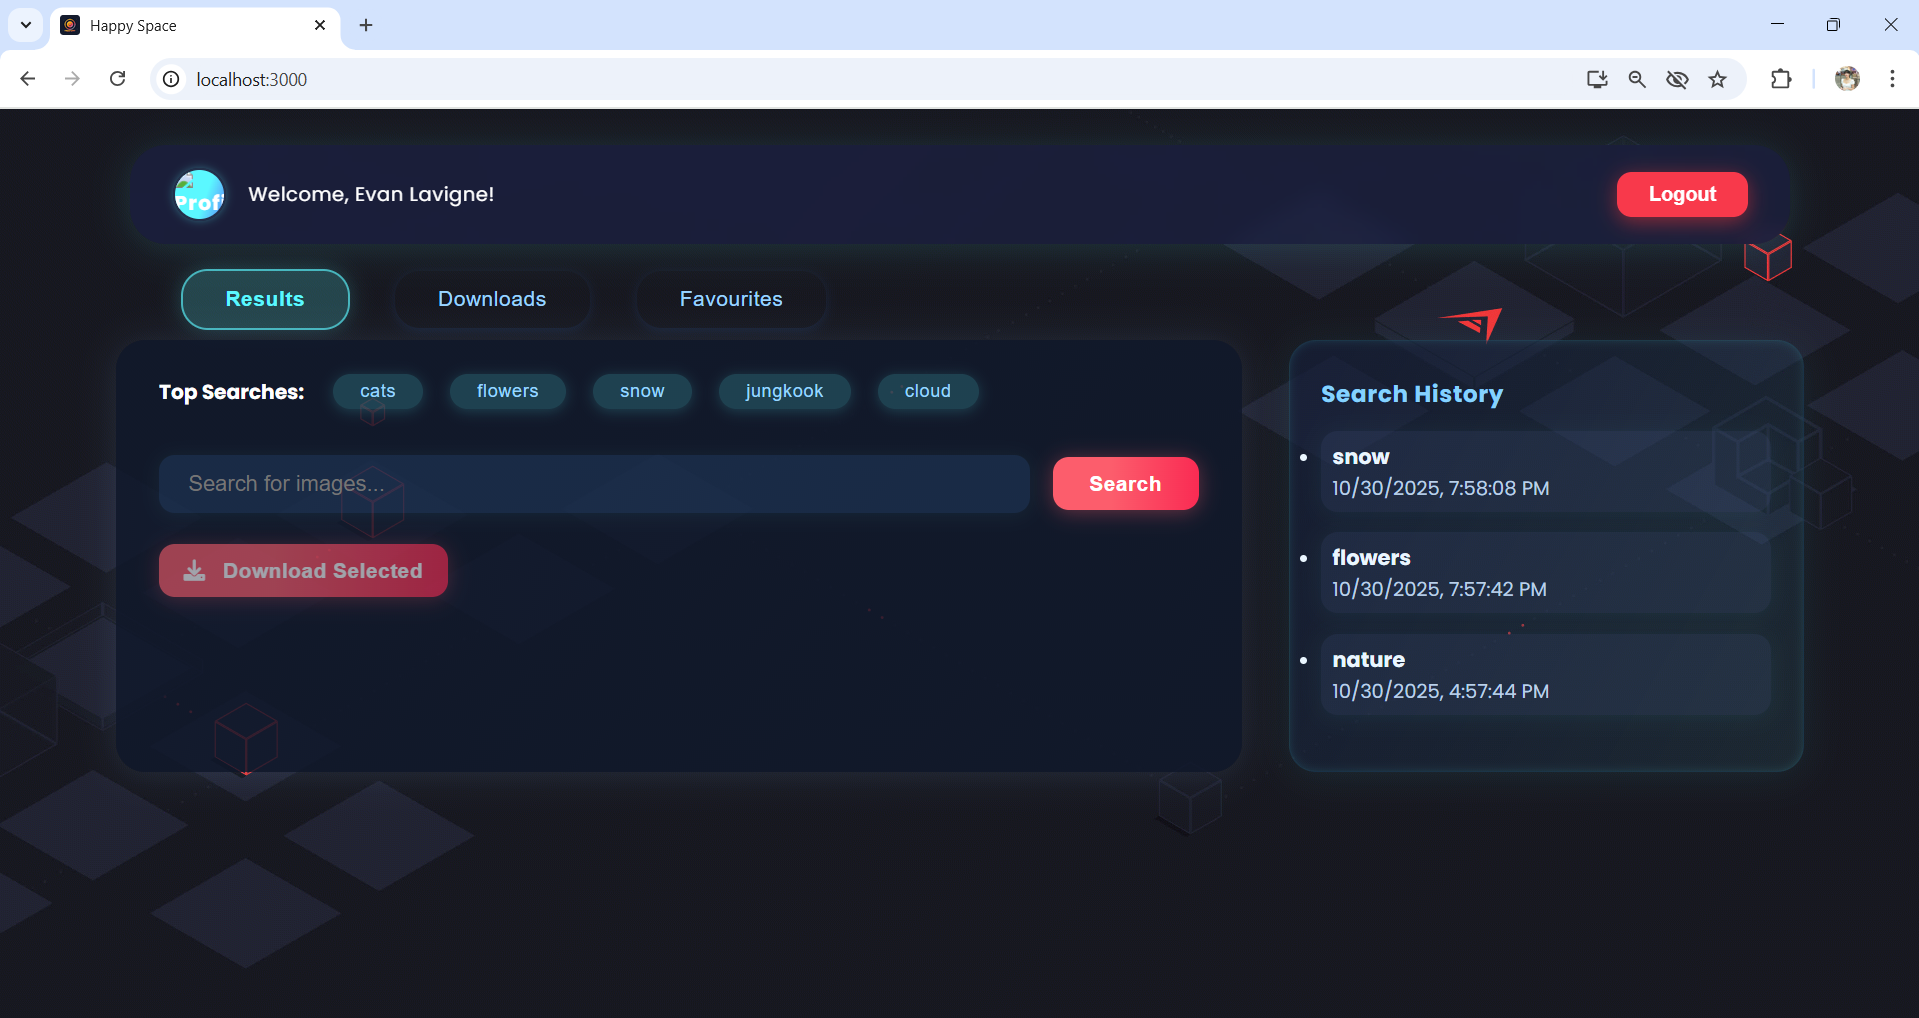 Happy Space
localhost:3000
Prof
Welcome, Evan Lavigne!
Logout
Results
Downloads
Favourites
Top Searches:
cats
flowers
snow
jungkook
cloud
Search for images...
Search
Download Selected
Search History
snow
10/30/2025, 7:58:08 PM
flowers
10/30/2025, 7:57:42 PM
nature
10/30/2025, 4:57:44 PM